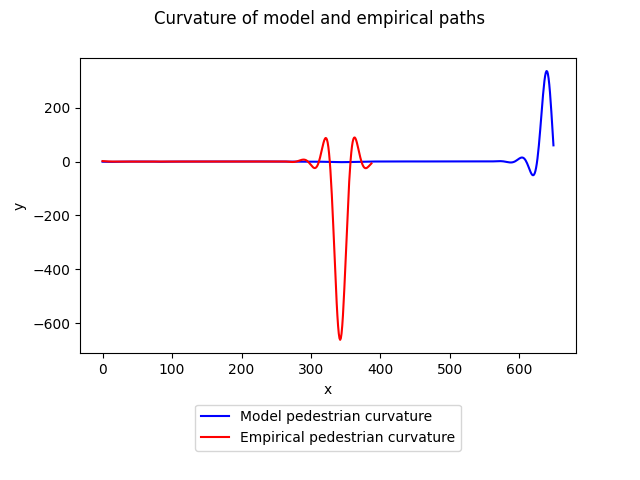 Curvature of model and empirical paths
200
0
−200
−400
−600
y
0 100 200 300 400 500 600
x
Model pedestrian curvature
Empirical pedestrian curvature